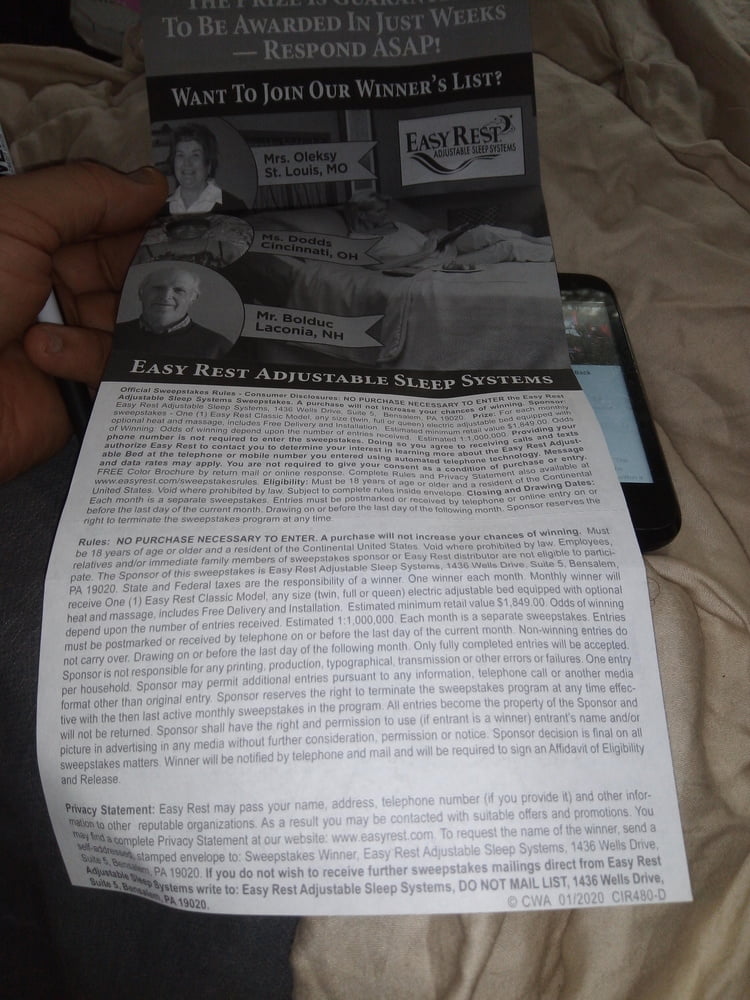 THE PRIZE IS GUARANTEED
TO BE AWARDED IN JUST WEEKS
— RESPOND ASAP!
WANT TO JOIN OUR WINNER'S LIST?
EASY REST
ADJUSTABLE SLEEP SYSTEMS
Mrs. Oleksy
St. Louis, MO
Ms. Dodds
Cincinnati, OH
Mr. Bolduc
Laconia, NH
EASY REST ADJUSTABLE SLEEP SYSTEMS
Official Sweepstakes Rules - Consumer Disclosures: NO PURCHASE NECESSARY TO ENTER the Easy Rest
Adjustable Sleep Systems Sweepstakes. A purchase will not increase your chances of winning. Sponsor
Easy Rest Adjustable Sleep Systems, 1436 Wells Drive, Suite 5, Bensalem, PA 19020. Prize: For each monthly
sweepstakes - One (1) Easy Rest Classic Model, any size (twin, full or queen) electric adjustable bed equipped with
optional heat and massage, includes Free Delivery and Installation. Estimated minimum retail value $1,849.00. Odds
of Winning: depend upon the number of entries received. Estimated 1:1,000,000. Providing your
phone number is not required to enter the sweepstakes. Doing so you agree to receiving calls and texts
authorize Easy Rest to contact you to determine your interest in learning more about the Easy Rest Adjust-
able Bed at the telephone or mobile number you entered using automated telephone technology. Message
and data rates may apply. You are not required to give your consent as a condition of purchase or entry.
FREE Color Brochure by return mail or online response. Complete Rules and Privacy Statement also available at
www.easyrest.com/sweepstakesrules. Eligibility: Must be 18 years of age or older and a resident of the Continental
United States. Void where prohibited by law. Subject to complete rules inside envelope. Closing and Drawing Dates:
Each month is a separate sweepstakes. Entries must be postmarked or received by telephone or online entry on or
before the last day of the current month. Drawing on or before the last day of the following month. Sponsor reserves the
right to terminate the sweepstakes program at any time.
Rules: NO PURCHASE NECESSARY TO ENTER. A purchase will not increase your chances of winning. Must
be 18 years of age or older and a resident of the Continental United States. Void where prohibited by law. Employees,
relatives and/or immediate family members of sweepstakes sponsor or Easy Rest distributor are not eligible to partici-
pate. The Sponsor of this sweepstakes is Easy Rest Adjustable Sleep Systems, 1436 Wells Drive, Suite 5, Bensalem,
PA 19020. State and Federal taxes are the responsibility of a winner. One winner each month. Monthly winner will
receive One (1) Easy Rest Classic Model, any size (twin, full or queen) electric adjustable bed equipped with optional
heat and massage, includes Free Delivery and Installation. Estimated minimum retail value $1,849.00. Odds of winning
depend upon the number of entries received. Estimated 1:1,000,000. Each month is a separate sweepstakes. Entries
must be postmarked or received by telephone on or before the last day of the current month. Non-winning entries do
not carry over. Drawing on or before the last day of the following month. Only fully completed entries will be accepted.
Sponsor is not responsible for any printing, production, typographical, transmission or other errors or failures. One entry
per household. Sponsor may permit additional entries pursuant to any information, telephone call or another media
format other than original entry. Sponsor reserves the right to terminate the sweepstakes program at any time effec-
tive with the then last active monthly sweepstakes in the program. All entries become the property of the Sponsor and
will not be returned. Sponsor shall have the right and permission to use (if entrant is a winner) entrant's name and/or
picture in advertising in any media without further consideration, permission or notice. Sponsor decision is final on all
sweepstakes matters. Winner will be notified by telephone and mail and will be required to sign an Affidavit of Eligibility
and Release.
Privacy Statement: Easy Rest may pass your name, address, telephone number (if you provide it) and other infor-
mation to other reputable organizations. As a result you may be contacted with suitable offers and promotions. You
may find a complete Privacy Statement at our website: www.easyrest.com. To request the name of the winner, send a
self-addressed, stamped envelope to: Sweepstakes Winner, Easy Rest Adjustable Sleep Systems, 1436 Wells Drive,
Suite 5, Bensalem, PA 19020. If you do not wish to receive further sweepstakes mailings direct from Easy Rest
Adjustable Sleep Systems write to: Easy Rest Adjustable Sleep Systems, DO NOT MAIL LIST, 1436 Wells Drive,
Suite 5, Bensalem, PA 19020.
© CWA 01/2020 CIR480-D
Back